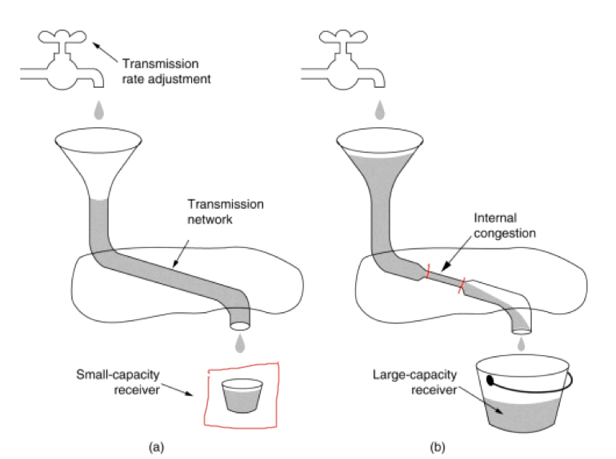 Transmission
rate adjustment
Transmission
network
Small-capacity
receiver
(a)
Internal
congestion
Large-capacity
receiver
(b)